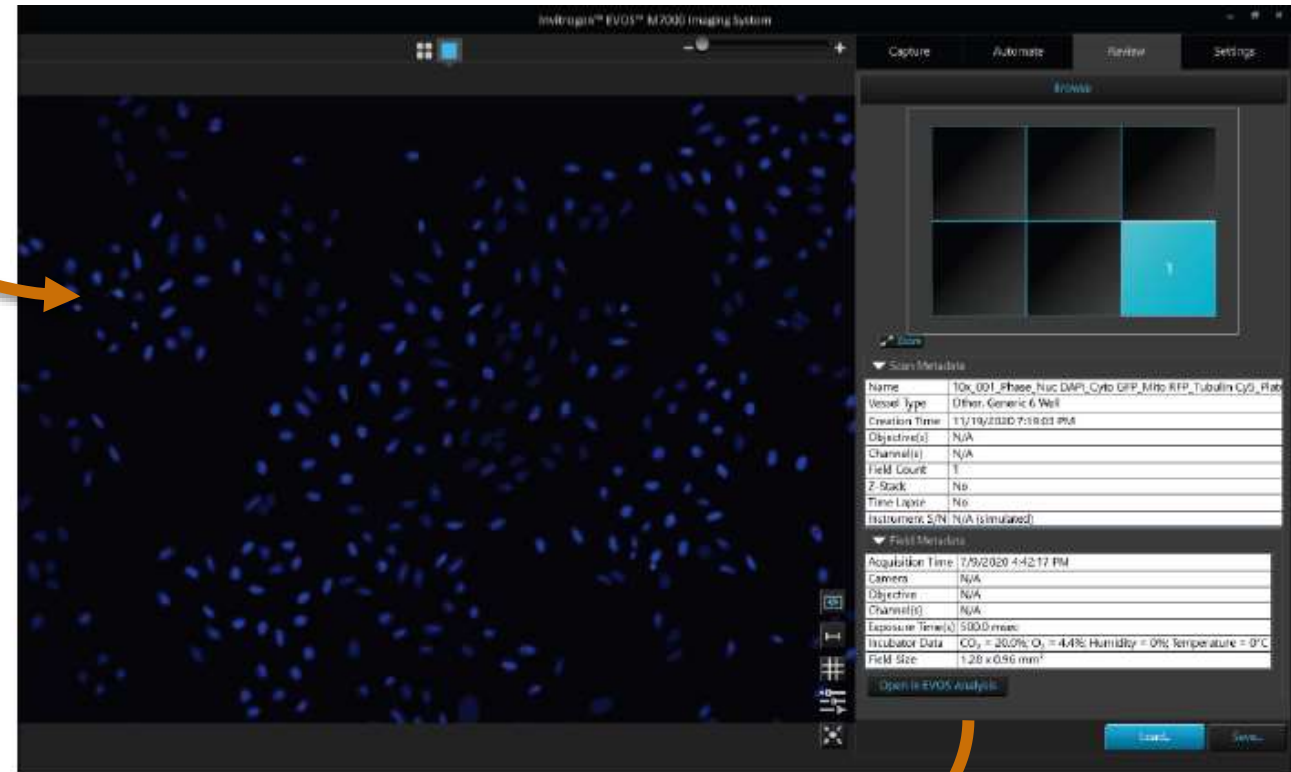 Invitrogen™ EVOS™ M7000 Imaging System
Capture Automate Review Settings
Browse
1
Zoom
Scan Metadata
Name 10x_001_Phase_Nuc DAPI_Cyto GFP_Mito RFP_Tubulin Cy5_Plat
Vessel Type Other, Generic 6 Well
Creation Time 11/19/2020 7:19:03 PM
Objective(s) N/A
Channel(s) N/A
Field Count 1
Z-Stack No
Time Lapse No
Instrument S/N N/A (simulated)
Field Metadata
Acquisition Time 7/9/2020 4:42:17 PM
Camera N/A
Objective N/A
Channel(s) N/A
Exposure Time(s) 500.0 msec
Incubator Data CO₂ = 20.0%; O₂ = 4.4%; Humidity = 0%; Temperature = 0°C
Field Size 1.28 x 0.96 mm²
Open in EVOS Analysis
Load... Save...